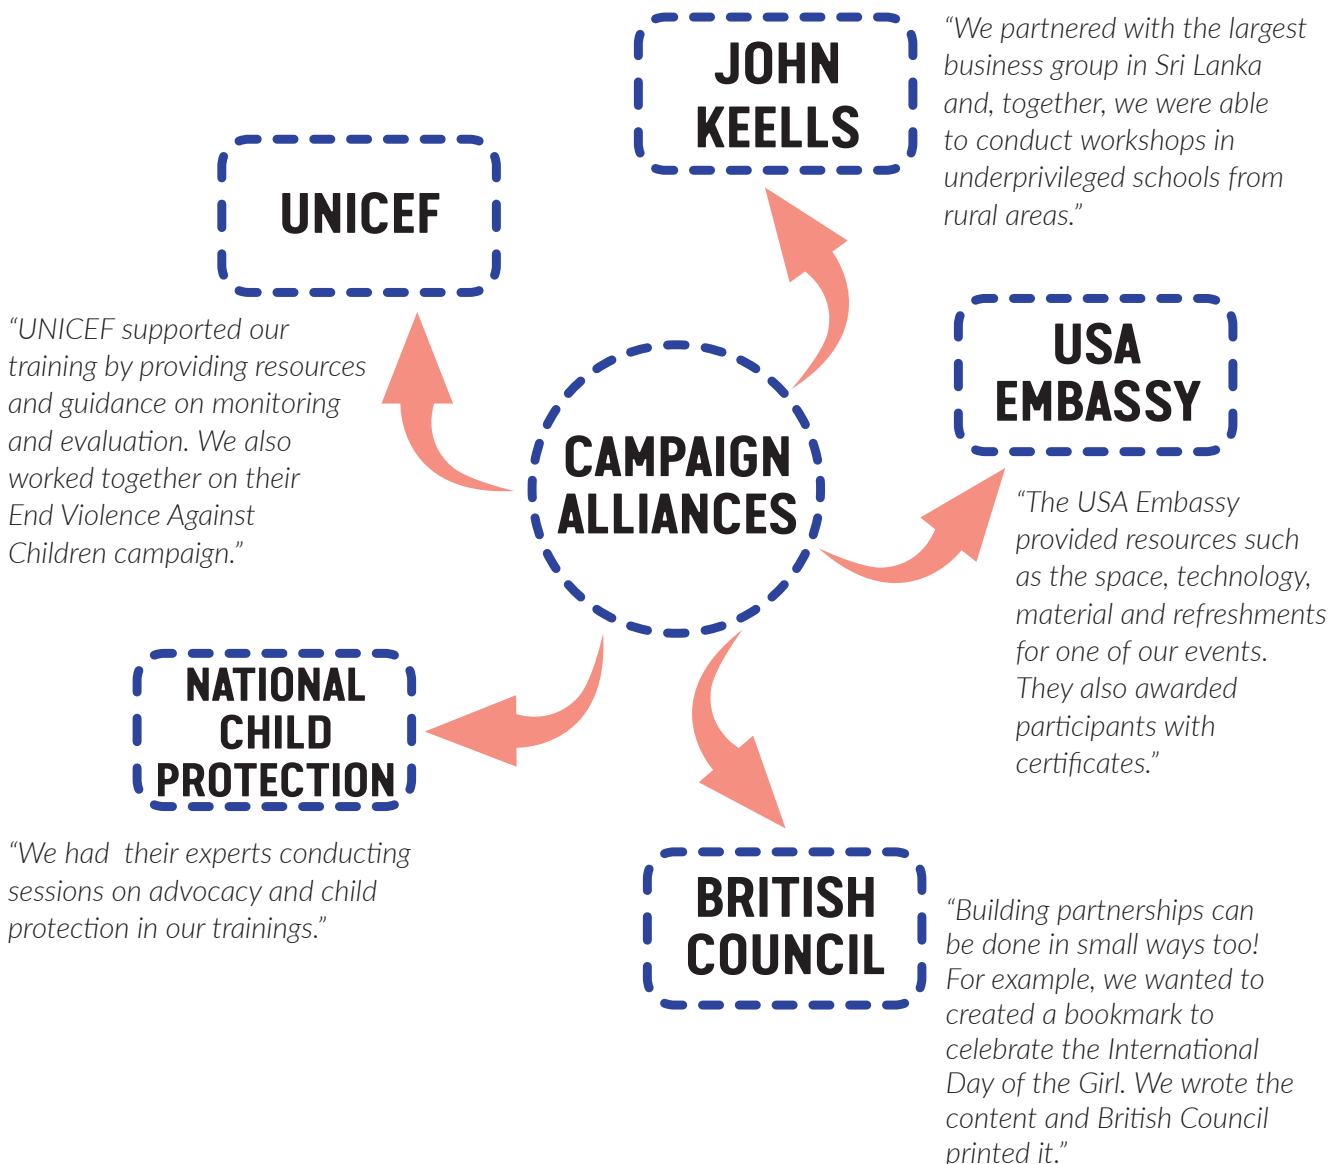 JOHN
KEELLS
“We partnered with the largest
business group in Sri Lanka
and, together, we were able
to conduct workshops in
underprivileged schools from
rural areas.”
UNICEF
“UNICEF supported our
training by providing resources
and guidance on monitoring
and evaluation. We also
worked together on their
End Violence Against
Children campaign.”
USA
EMBASSY
“The USA Embassy
provided resources such
as the space, technology,
material and refreshments
for one of our events.
They also awarded
participants with
certificates.”
CAMPAIGN
ALLIANCES
NATIONAL
CHILD
PROTECTION
“We had  their experts conducting
sessions on advocacy and child
protection in our trainings.”
BRITISH
COUNCIL
“Building partnerships can
be done in small ways too!
For example, we wanted to
created a bookmark to
celebrate the International
Day of the Girl. We wrote the
content and British Council
printed it.”